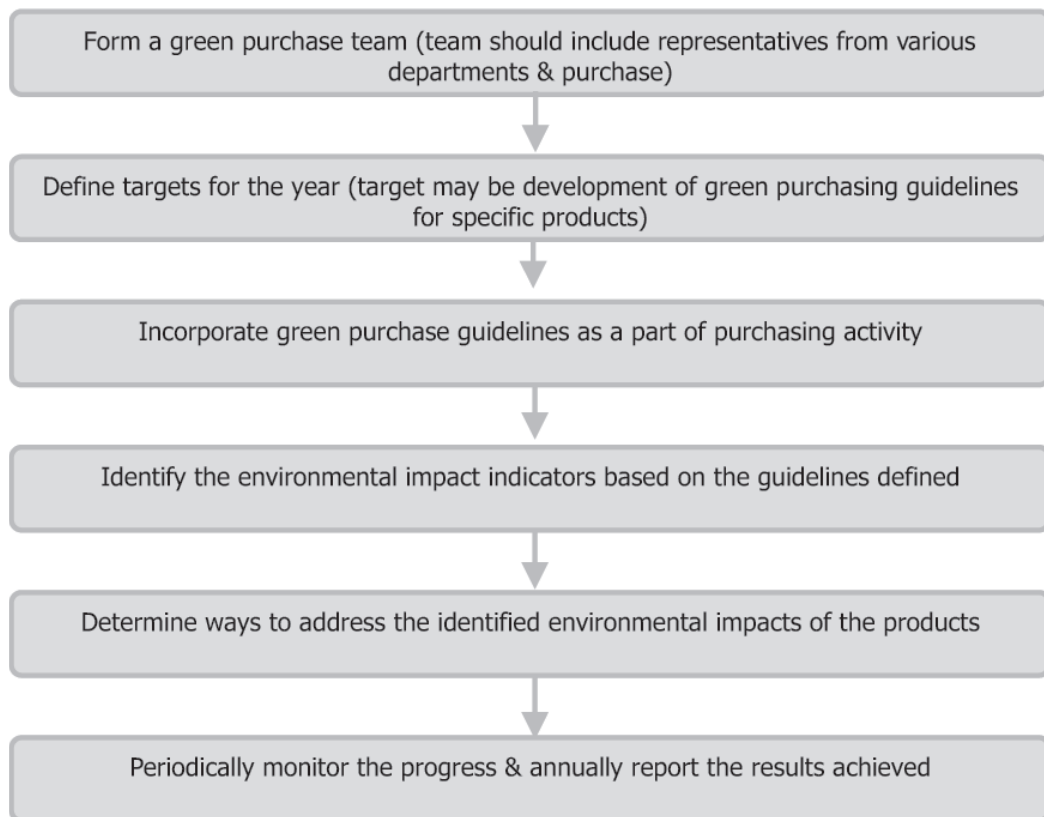 Form a green purchase team (team should include representatives from various
departments & purchase)
Define targets for the year (target may be development of green purchasing guidelines
for specific products)
Incorporate green purchase guidelines as a part of purchasing activity
Identify the environmental impact indicators based on the guidelines defined
Determine ways to address the identified environmental impacts of the products
Periodically monitor the progress & annually report the results achieved